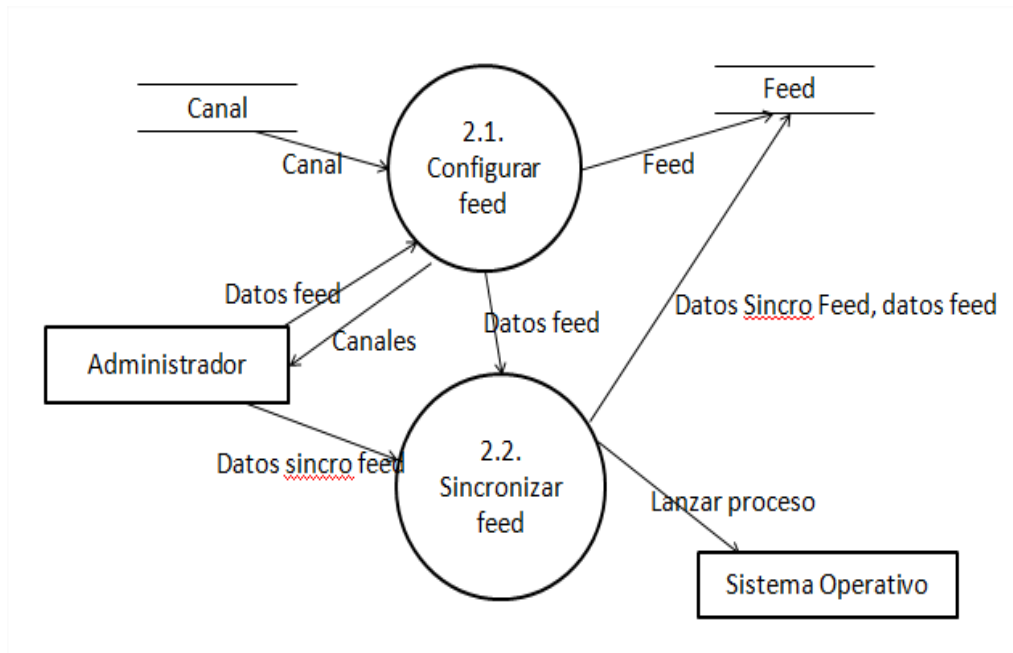 Canal
Feed
2.1.
Configurar
feed
Canal
Feed
Datos feed
Canales
Datos feed
Datos Sincro Feed, datos feed
Administrador
Datos sincro feed
2.2.
Sincronizar
feed
Lanzar proceso
Sistema Operativo